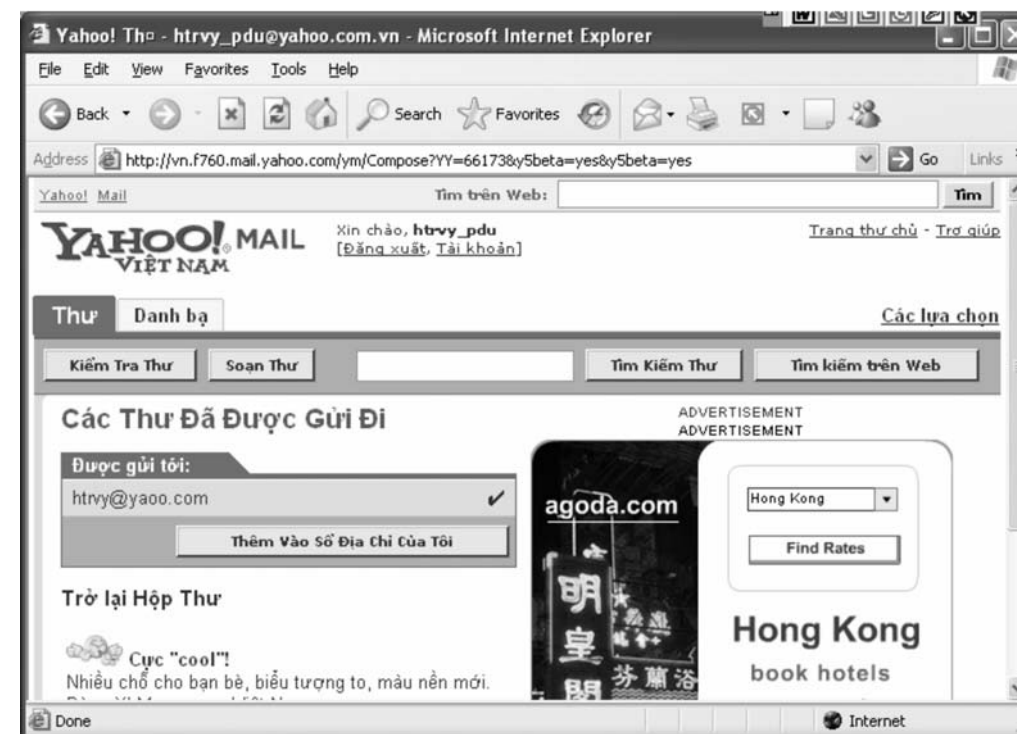 Yahoo! Th¤ - htrvy_pdu@yahoo.com.vn - Microsoft Internet Explorer
File Edit View Favorites Tools Help
Back Search Favorites
Address http://vn.f760.mail.yahoo.com/ym/Compose?YY=66173&y5beta=yes&y5beta=yes Go Links
Yahoo! Mail Tìm trên Web: Tìm
YAHOO! MAIL Xin chào, htrvy_pdu Trang thư chủ - Trợ giúp
VIỆT NAM [Đăng xuất, Tài khoản]
Thư Danh bạ Các lựa chọn
Kiểm Tra Thư Soạn Thư Tìm Kiếm Thư Tìm kiếm trên Web
Các Thư Đã Được Gửi Đi
Được gửi tới:
htrvy@yaoo.com
Thêm Vào Sổ Địa Chỉ Của Tôi
Trở lại Hộp Thư
Cực "cool"!
Nhiều chỗ cho bạn bè, biểu tượng to, màu nền mới.
ADVERTISEMENT
ADVERTISEMENT
agoda.com
Hong Kong
Find Rates
明皇閣
芬蘭浴
Hong Kong
book hotels
Done Internet